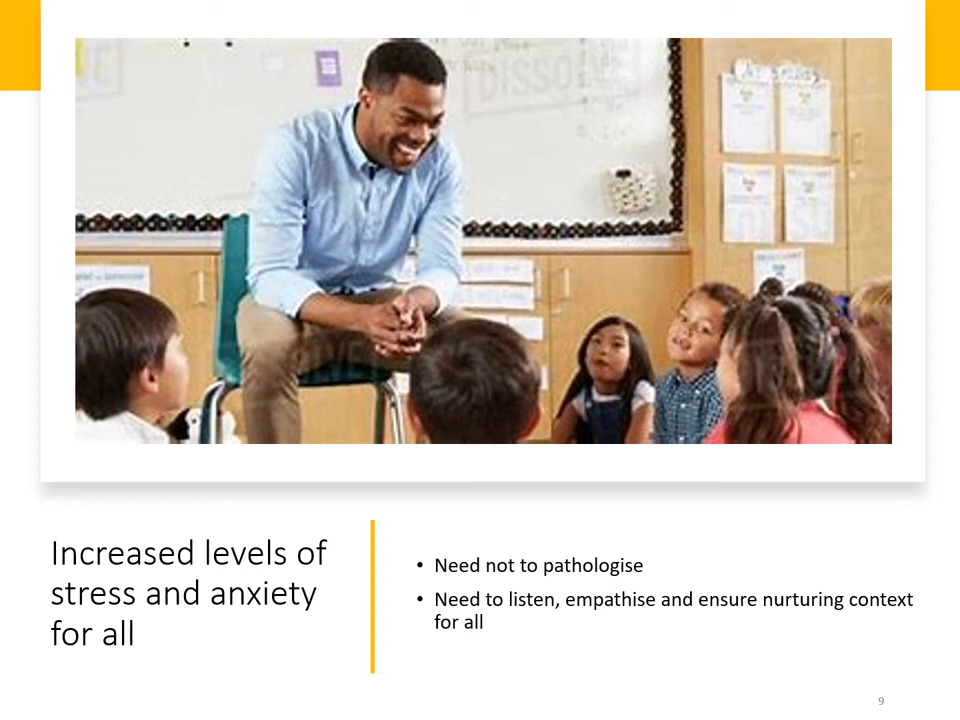 DISSOLVE
Increased levels of
stress and anxiety
for all
• Need not to pathologise
• Need to listen, empathise and ensure nurturing context
for all
9